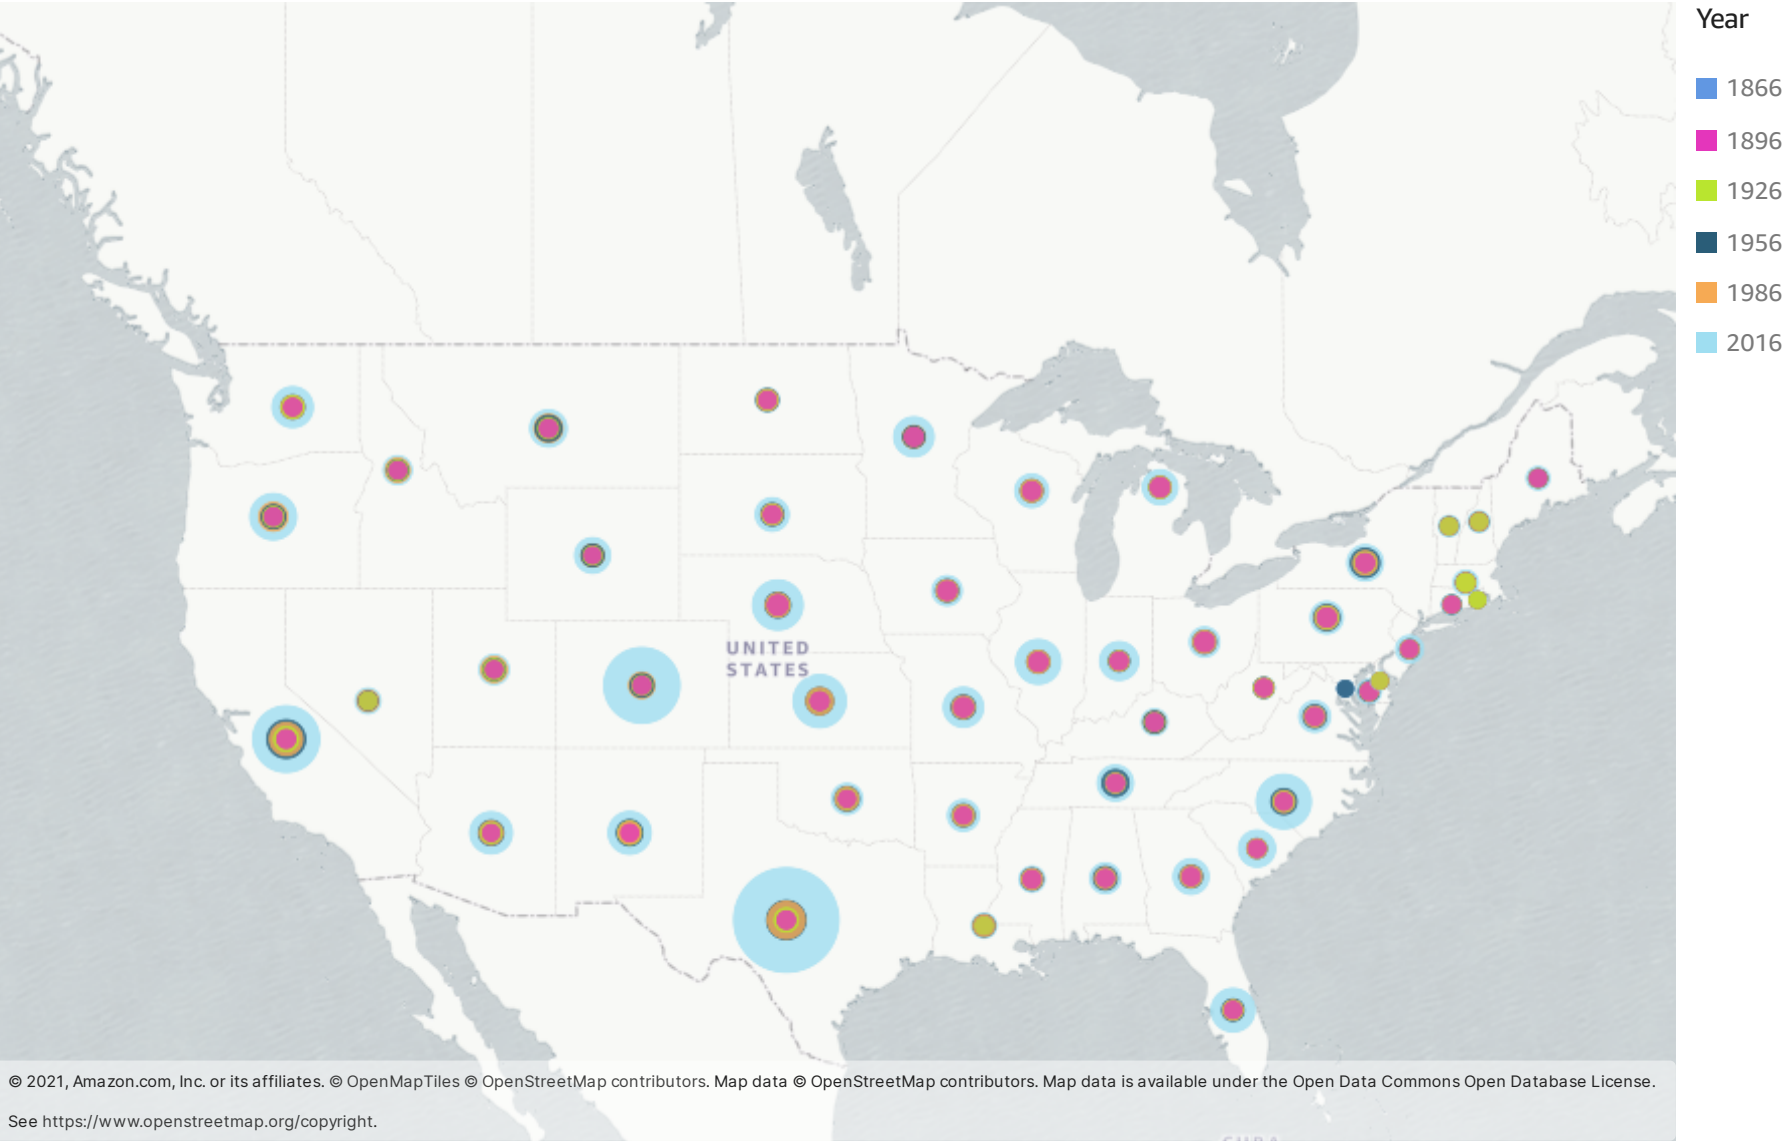 Year
1866
1896
1926
1956
1986
2016
UNITED
STATES
© 2021, Amazon.com, Inc. or its affiliates. © OpenMapTiles © OpenStreetMap contributors. Map data © OpenStreetMap contributors. Map data is available under the Open Data Commons Open Database License.
See https://www.openstreetmap.org/copyright.